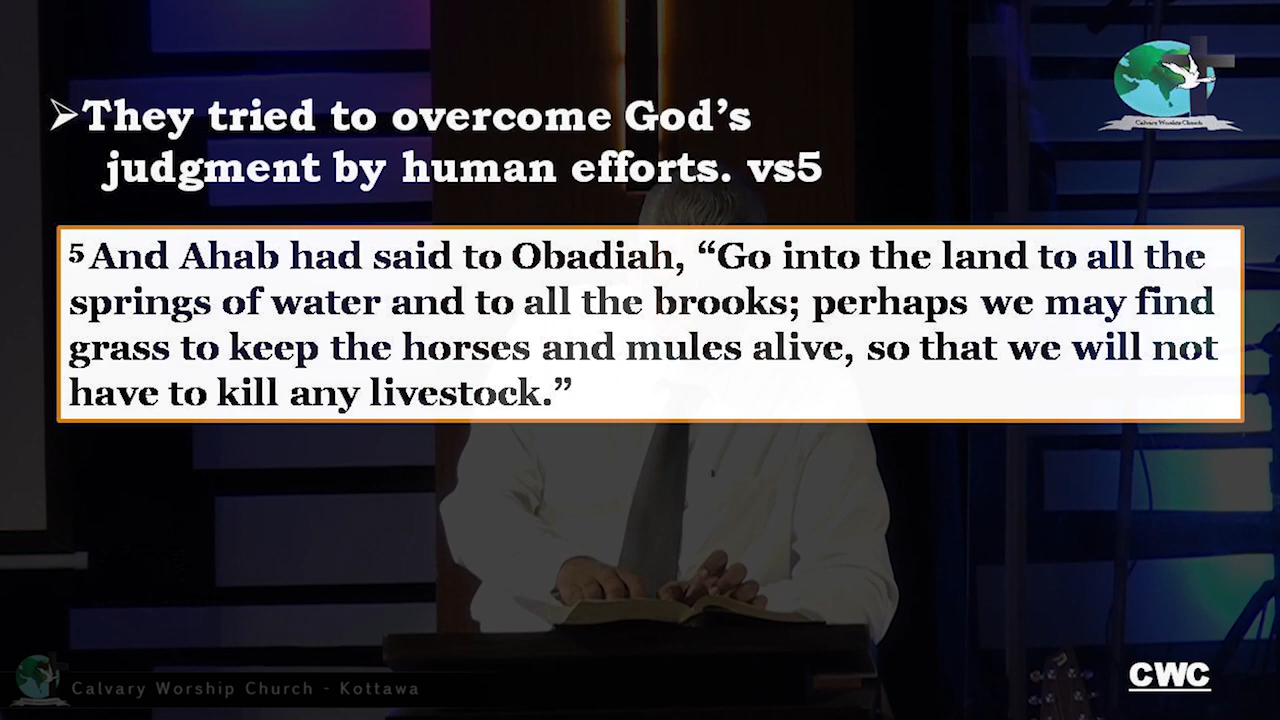 ➢They tried to overcome God’s
judgment by human efforts. vs5
5 And Ahab had said to Obadiah, “Go into the land to all the
springs of water and to all the brooks; perhaps we may find
grass to keep the horses and mules alive, so that we will not
have to kill any livestock.”
Calvary Worship Church
Calvary Worship Church - Kottawa
CWC